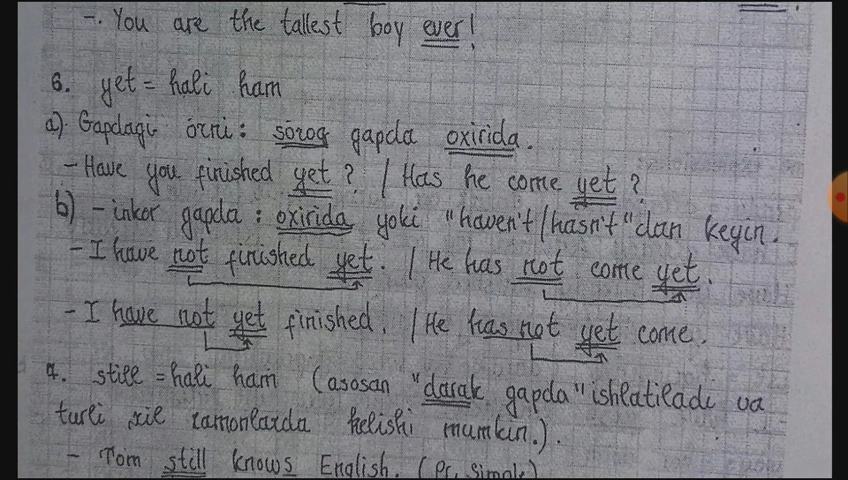 -. You are the tallest boy ever!
6. yet = hali ham
a). Gapdagi o'rni: so'roq gapda oxirida.
- Have you finished yet? / Has he come yet?
b) - inkor gapda: oxirida yoki "haven't/hasn't"dan keyin.
- I have not finished yet. / He has not come yet.
- I have not yet finished. / He has not yet come.
7. still = hali ham (asosan "darak gapda" ishlatiladi va
turli xil zamonlarda kelishi mumkin.).
- Tom still knows English. (Pr. Simple)